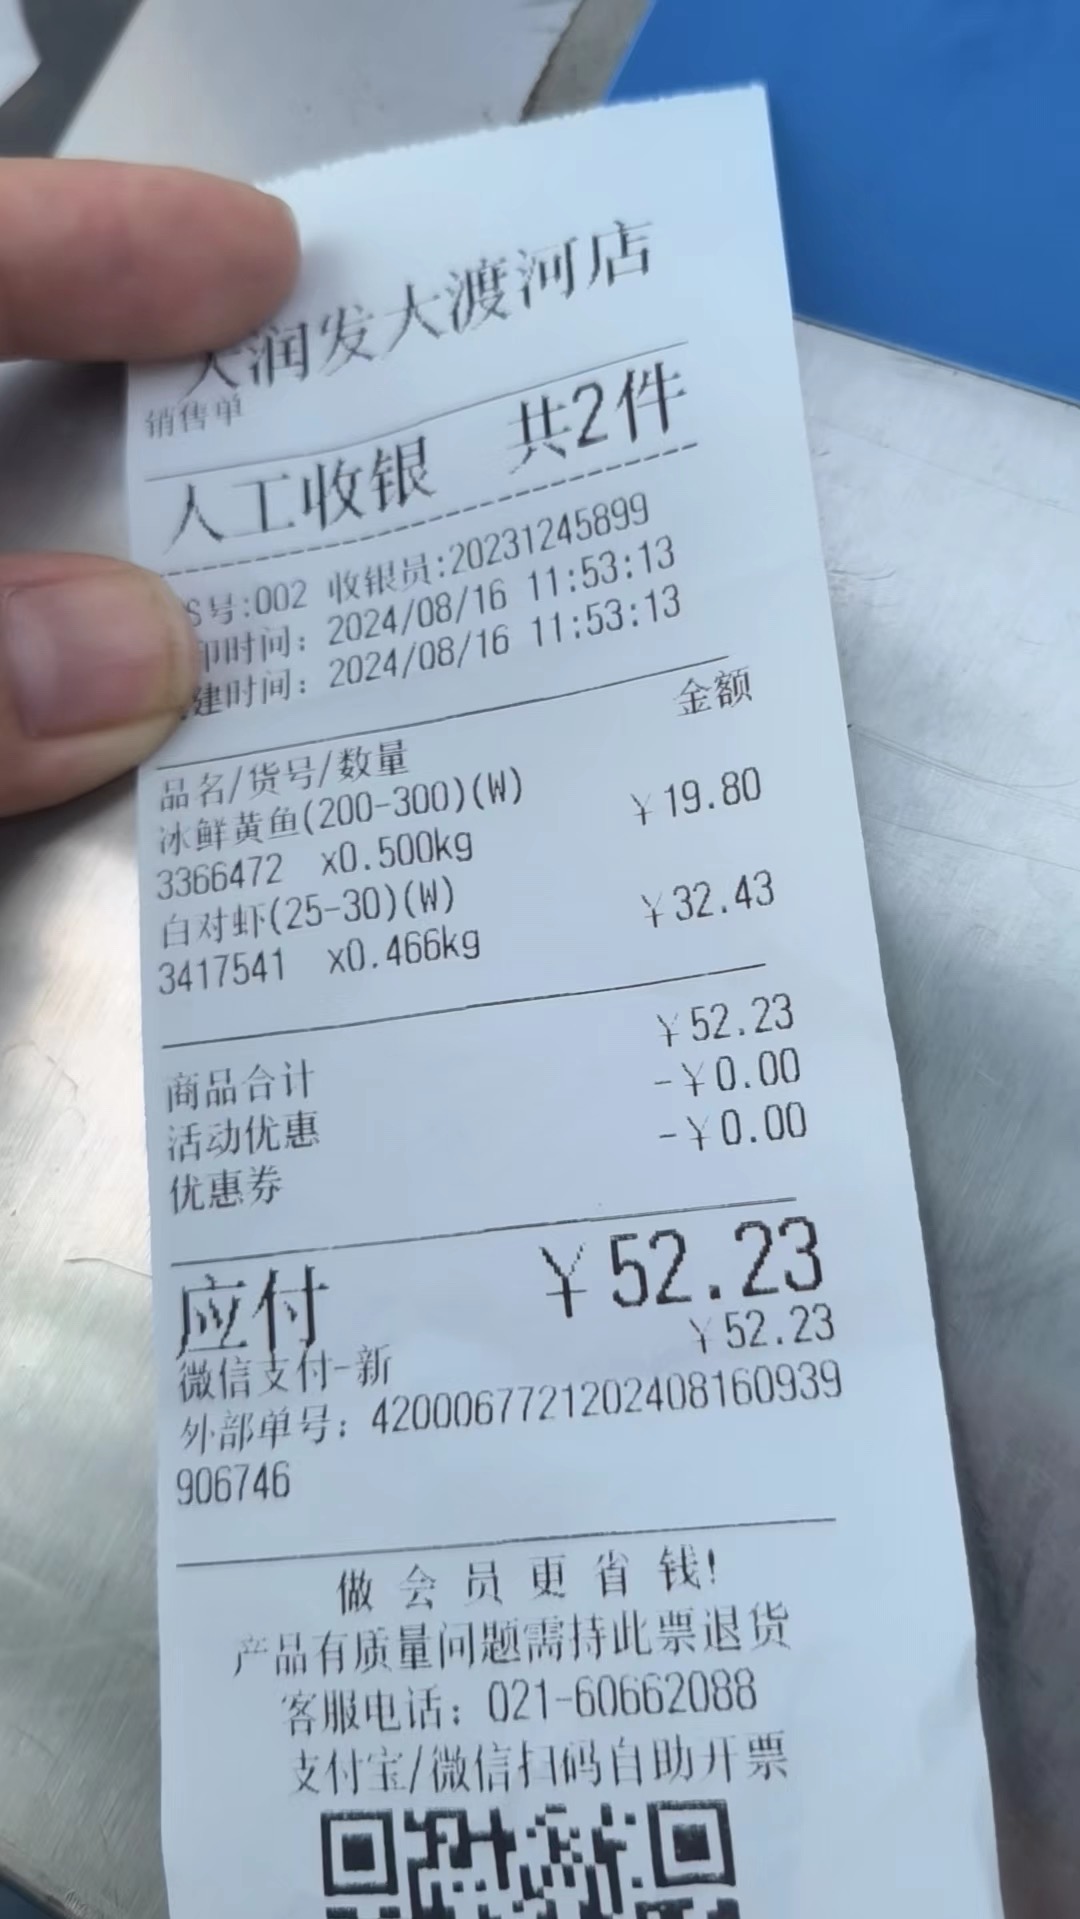 大润发大渡河店
销售单
人工收银 共2件
S号:002 收银员:20231245899
印时间: 2024/08/16 11:53:13
建时间: 2024/08/16 11:53:13
品名/货号/数量 金额
冰鲜黄鱼(200-300)(W) ¥19.80
3366472 x0.500kg
白对虾(25-30)(W) ¥32.43
3417541 x0.466kg
商品合计 ¥52.23
活动优惠 -¥0.00
优惠券 -¥0.00
应付 ¥52.23
微信支付-新 ¥52.23
外部单号: 4200067721202408160939
906746
做会员更省钱!
产品有质量问题需持此票退货
客服电话: 021-60662088
支付宝/微信扫码自助开票